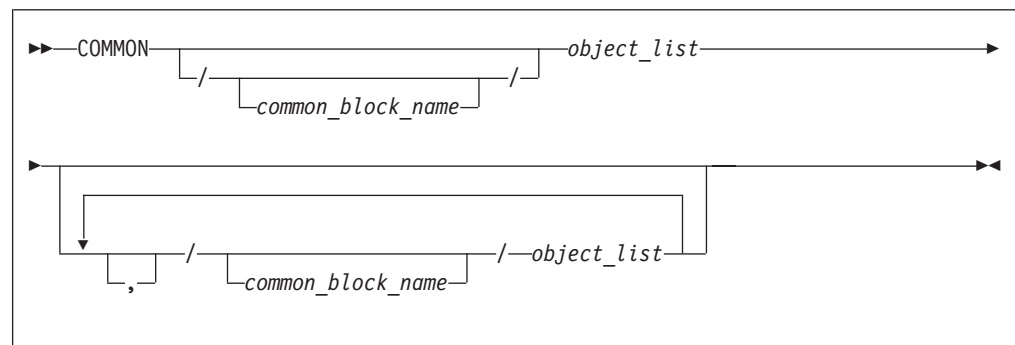 COMMON / common_block_name / object_list
, / common_block_name / object_list